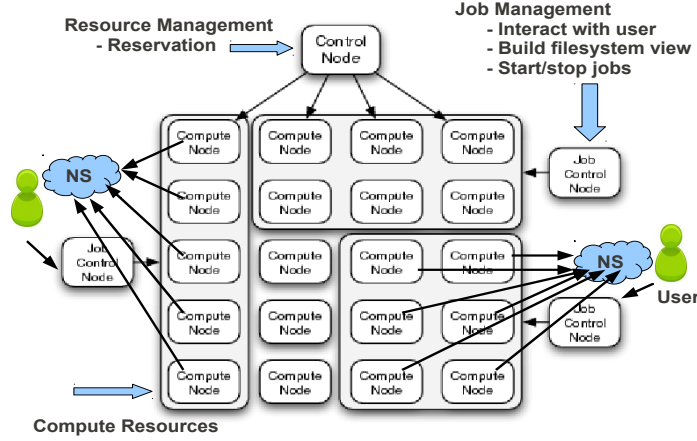 Resource Management
- Reservation
Job Management
- Interact with user
- Build filesystem view
- Start/stop jobs
Control
Node
Compute
Node
Compute
Node
Compute
Node
Compute
Node
NS
Job
Control
Node
Compute
Node
Compute
Node
Compute
Node
Compute
Node
Job
Control
Node
Compute
Node
Compute
Node
Compute
Node
Compute
Node
NS
User
Compute
Node
Compute
Node
Compute
Node
Compute
Node
Job
Control
Node
Compute
Node
Compute
Node
Compute
Node
Compute
Node
Compute Resources